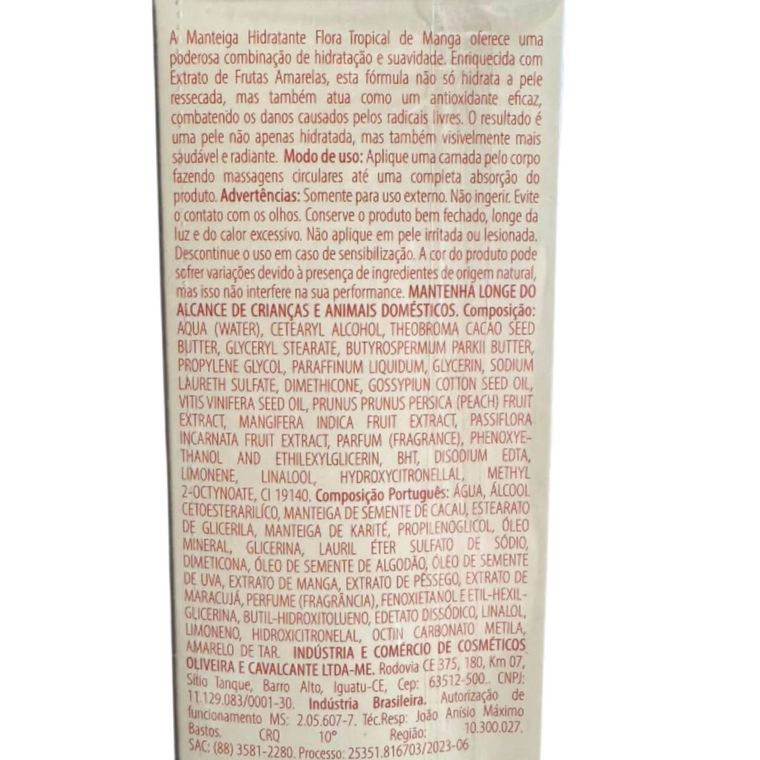 A Manteiga Hidratante Flora Tropical de Manga oferece uma
poderosa combinação de hidratação e suavidade. Enriquecida com
Extrato de Frutas Amarelas, esta fórmula não só hidrata a pele
ressecada, mas também atua como um antioxidante eficaz,
combatendo os danos causados pelos radicais livres. O resultado é
uma pele não apenas hidratada, mas também visivelmente mais
saudável e radiante. Modo de uso: Aplique uma camada pelo corpo
fazendo massagens circulares até uma completa absorção do
produto. Advertências: Somente para uso externo. Não ingerir. Evite
o contato com os olhos. Conserve o produto bem fechado, longe da
luz e do calor excessivo. Não aplique em pele irritada ou lesionada.
Descontinue o uso em caso de sensibilização. A cor do produto pode
sofrer variações devido à presença de ingredientes de origem natural,
mas isso não interfere na sua performance. MANTENHA LONGE DO
ALCANCE DE CRIANÇAS E ANIMAIS DOMÉSTICOS. Composição:
AQUA (WATER), CETEARYL ALCOHOL, THEOBROMA CACAO SEED
BUTTER, GLYCERYL STEARATE, BUTYROSPERMUM PARKII BUTTER,
PROPYLENE GLYCOL, PARAFFINUM LIQUIDUM, GLYCERIN, SODIUM
LAURETH SULFATE, DIMETHICONE, GOSSYPIUN COTTON SEED OIL,
VITIS VINIFERA SEED OIL, PRUNUS PRUNUS PERSICA (PEACH) FRUIT
EXTRACT, MANGIFERA INDICA FRUIT EXTRACT, PASSIFLORA
INCARNATA FRUIT EXTRACT, PARFUM (FRAGRANCE), PHENOXYE-
THANOL AND ETHILEXYLGLICERIN, BHT, DISODIUM EDTA,
LIMONENE, LINALOOL, HYDROXYCITRONELLAL, METHYL
2-OCTYNOATE, CI 19140. Composição Português: ÁGUA, ÁLCOOL
CETOESTERARILÍCO, MANTEIGA DE SEMENTE DE CACAU, ESTEARATO
DE GLICERILA, MANTEIGA DE KARITÉ, PROPILENOGLICOL, ÓLEO
MINERAL, GLICERINA, LAURIL ÉTER SULFATO DE SÓDIO,
DIMETICONA, ÓLEO DE SEMENTE DE ALGODÃO, ÓLEO DE SEMENTE
DE UVA, EXTRATO DE MANGA, EXTRATO DE PÊSSEGO, EXTRATO DE
MARACUJÁ, PERFUME (FRAGRÂNCIA), FENOXIETANOL E ETIL-HEXIL-
GLICERINA, BUTIL-HIDROXITOLUENO, EDETATO DISSÓDICO, LINALOL,
LIMONENO, HIDROXICITRONELAL, OCTIN CARBONATO METILA,
AMARELO DE TAR. INDÚSTRIA E COMÉRCIO DE COSMÉTICOS
OLIVEIRA E CAVALCANTE LTDA-ME. Rodovia CE 375, 180, Km 07,
Sítio Tanque, Barro Alto, Iguatu-CE, Cep: 63512-500.. CNPJ:
11.129.083/0001-30. Indústria Brasileira. Autorização de
funcionamento MS: 2.05.607-7. Téc.Resp: João Anísio Máximo
Bastos. CRQ 10° Região: 10.300.027.
SAC: (88) 3581-2280. Processo: 25351.816703/2023-06